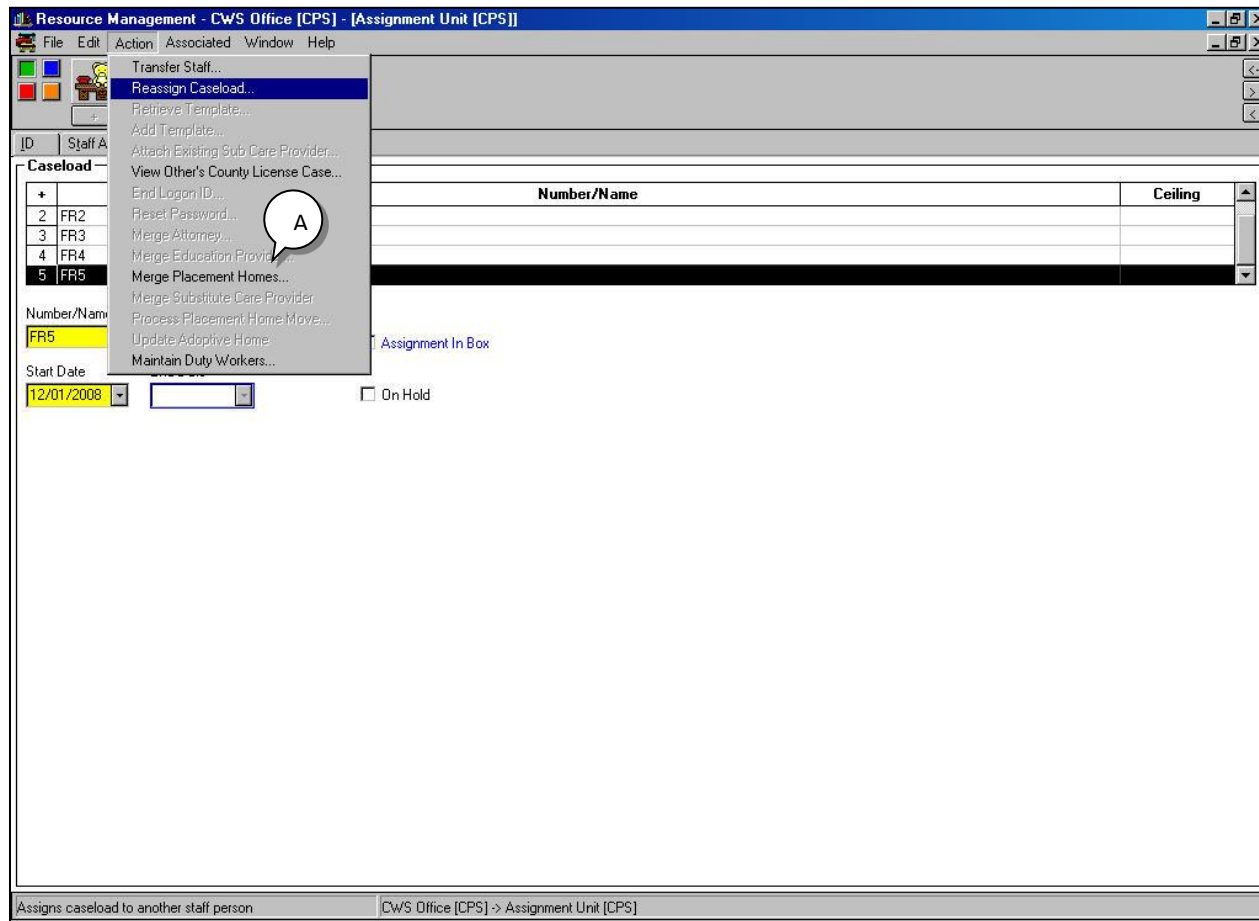 Resource Management - CWS Office [CPS] - [Assignment Unit [CPS]]
File Edit Action Associated Window Help
Transfer Staff...
Reassign Caseload...
Retrieve Template...
Add Template...
Attach Existing Sub Care Provider...
View Other's County License Case...
End Logon ID...
Reset Password...
Merge Attorney...
Merge Education Provid
Merge Placement Homes...
Merge Substitute Care Provider
Process Placement Home Move...
Update Adoptive Home
Maintain Duty Workers...
A
+
ID Staff A
Caseload
+ Number/Name Ceiling
2 FR2
3 FR3
4 FR4
5 FR5
Number/Nam
FR5
Assignment In Box
Start Date
12/01/2008
On Hold
Assigns caseload to another staff person CWS Office [CPS] -> Assignment Unit [CPS]